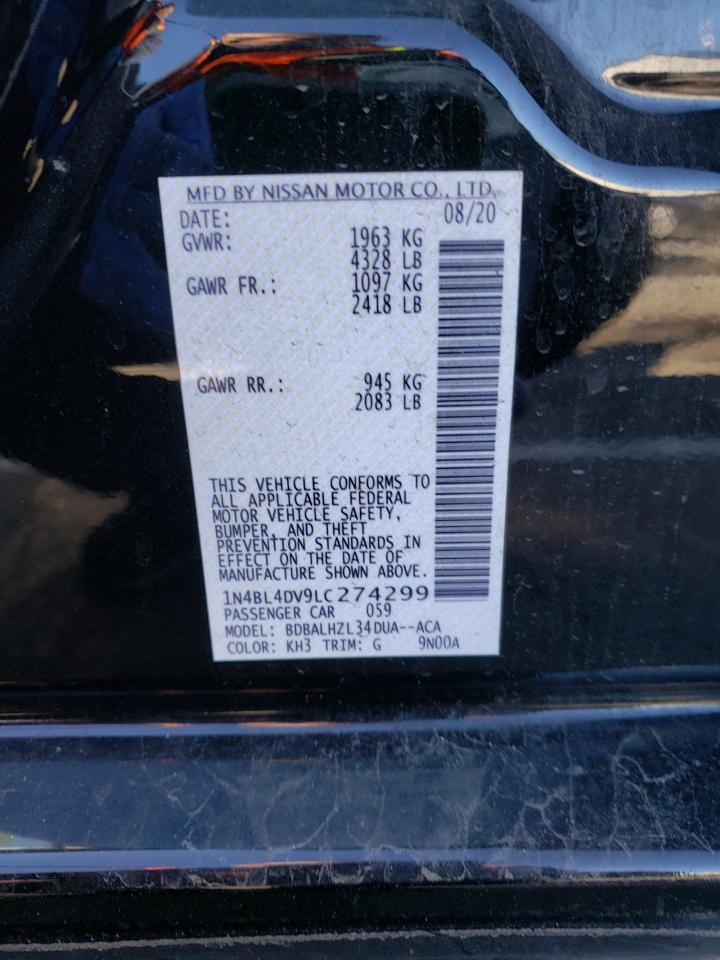 MFD BY NISSAN MOTOR CO., LTD.
DATE: 08/20
GVWR: 1963 KG
4328 LB
GAWR FR.: 1097 KG
2418 LB
GAWR RR.: 945 KG
2083 LB
THIS VEHICLE CONFORMS TO
ALL APPLICABLE FEDERAL
MOTOR VEHICLE SAFETY,
BUMPER, AND THEFT
PREVENTION STANDARDS IN
EFFECT ON THE DATE OF
MANUFACTURE SHOWN ABOVE.
1N4BL4DV9LC274299
PASSENGER CAR 059
MODEL: BDBALHZL34DUA--ACA
COLOR: KH3 TRIM: G 9N00A